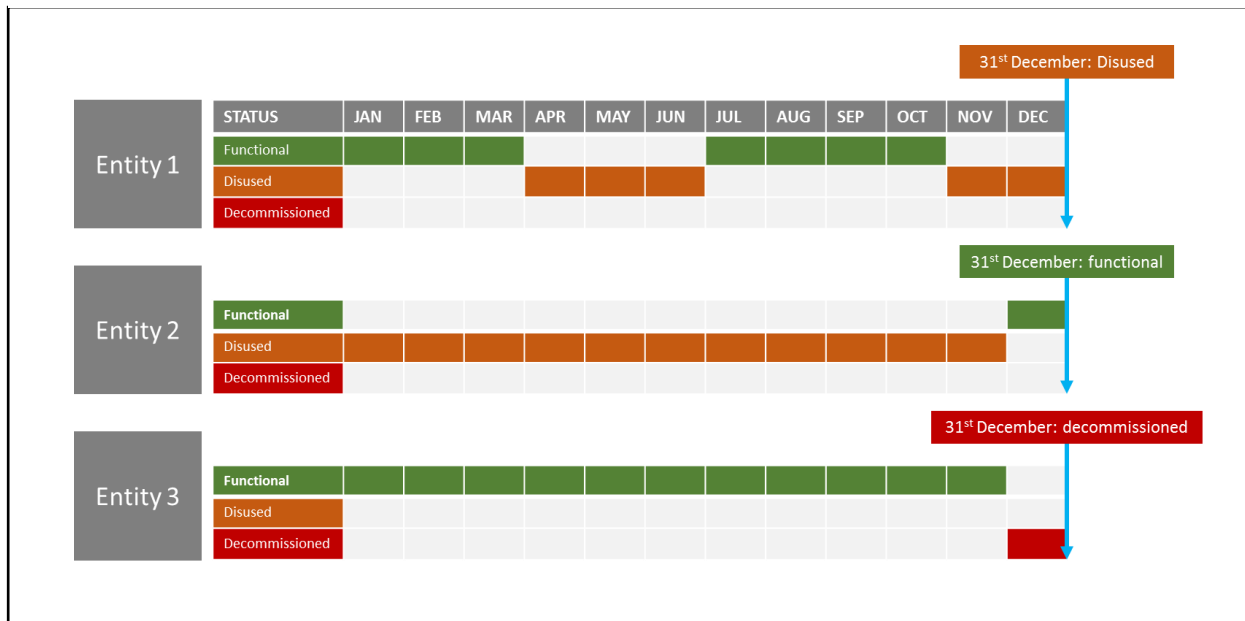 31st December: Disused
STATUS JAN FEB MAR APR MAY JUN JUL AUG SEP OCT NOV DEC
Entity 1
Functional
Disused
Decommissioned
31st December: functional
Entity 2
Functional
Disused
Decommissioned
31st December: decommissioned
Entity 3
Functional
Disused
Decommissioned